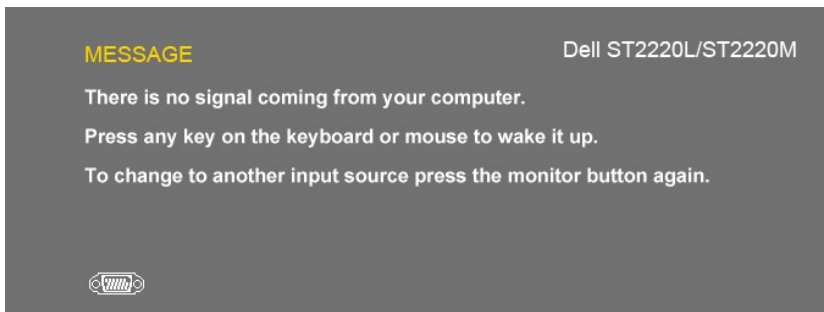 MESSAGE
Dell ST2220L/ST2220M
There is no signal coming from your computer.
Press any key on the keyboard or mouse to wake it up.
To change to another input source press the monitor button again.